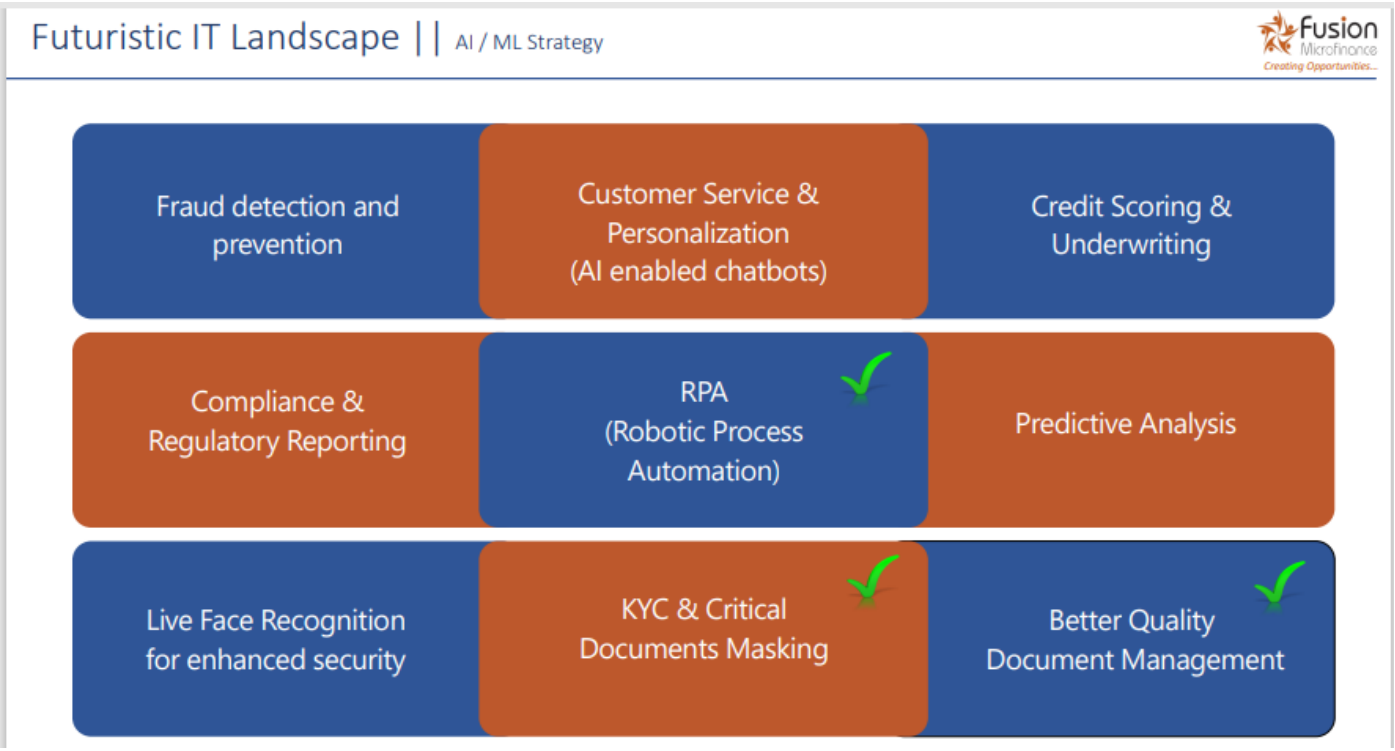 Futuristic IT Landscape || AI / ML Strategy
Fusion
Microfinance
Creating Opportunities...
Fraud detection and
prevention
Customer Service &
Personalization
(AI enabled chatbots)
Credit Scoring &
Underwriting
Compliance &
Regulatory Reporting
RPA
(Robotic Process
Automation)
Predictive Analysis
Live Face Recognition
for enhanced security
KYC & Critical
Documents Masking
Better Quality
Document Management